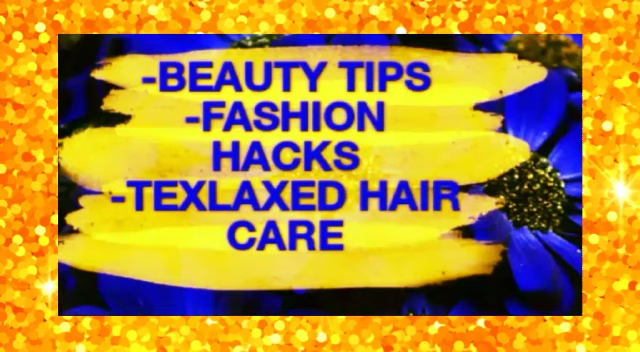 -BEAUTY TIPS
-FASHION
HACKS
-TEXLAXED HAIR
CARE